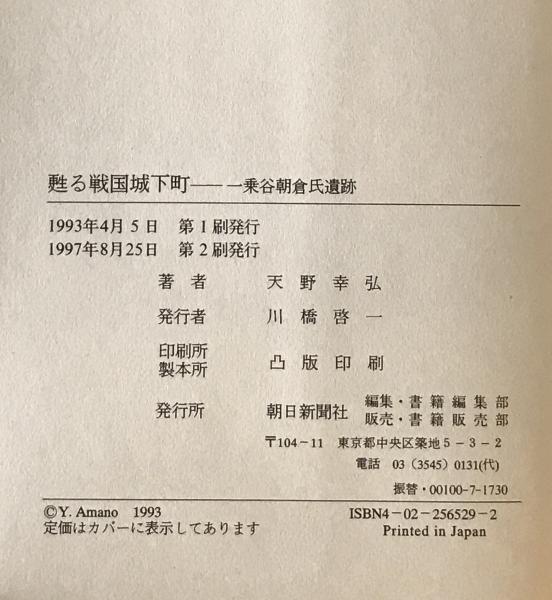 甦る戦国城下町——一乗谷朝倉氏遺跡
1993年4月5日 第1刷発行
1997年8月25日 第2刷発行
著者 天野幸弘
発行者 川橋啓一
印刷所
製本所 凸版印刷
発行所 朝日新聞社 編集・書籍編集部
販売・書籍販売部
〒104-11 東京都中央区築地5-3-2
電話 03(3545)0131(代)
振替・00100-7-1730
©Y. Amano 1993
定価はカバーに表示してあります
ISBN4-02-256529-2
Printed in Japan